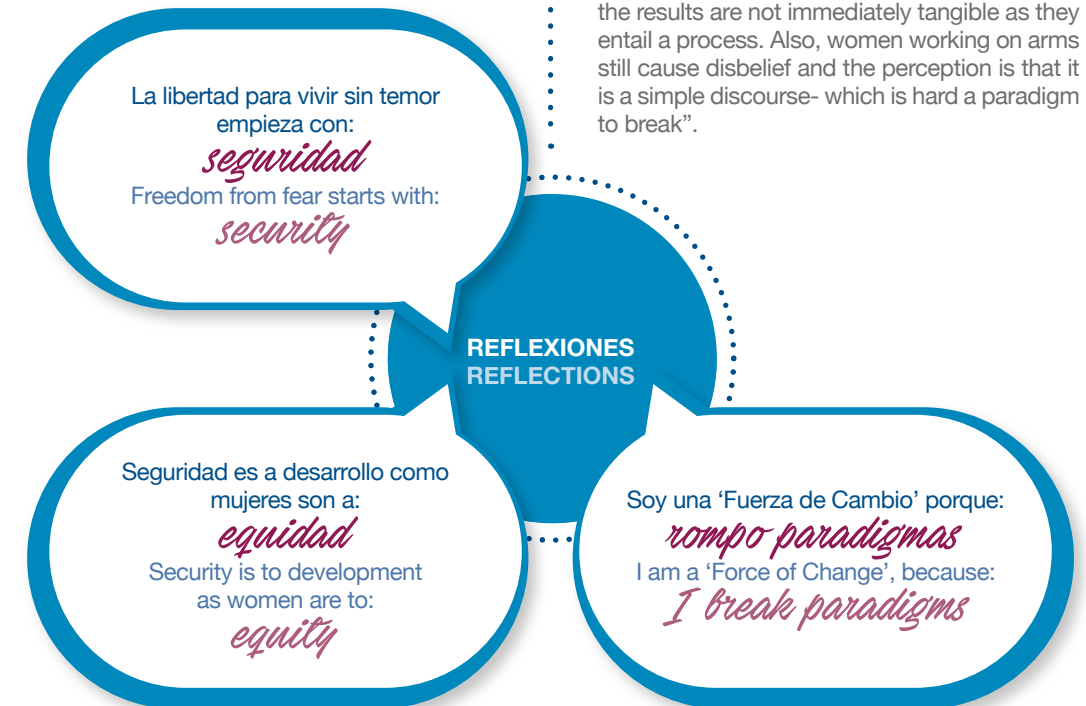 the results are not immediately tangible as they
entail a process. Also, women working on arms
still cause disbelief and the perception is that it
is a simple discourse- which is hard a paradigm
to break”.
La libertad para vivir sin temor
empieza con:
seguridad
Freedom from fear starts with:
security
REFLEXIONES
REFLECTIONS
Seguridad es a desarrollo como
mujeres son a:
equidad
Security is to development
as women are to:
equity
Soy una ‘Fuerza de Cambio’ porque:
rompo paradigmas
I am a ‘Force of Change’, because:
I break paradigms